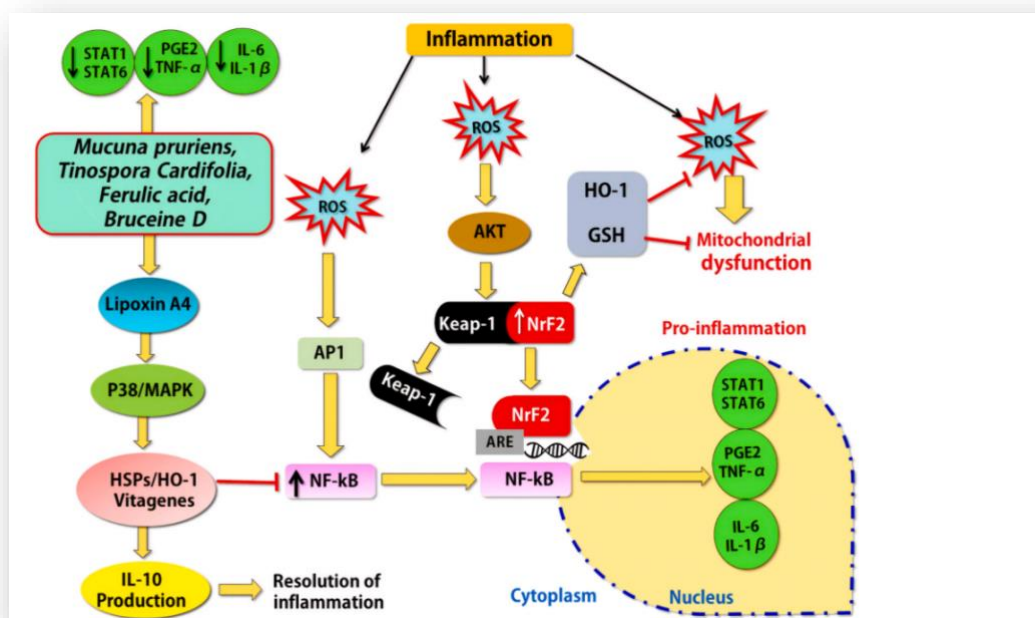 Inflammation
STAT1
STAT6
PGE2
TNF-α
IL-6
IL-1β
Mucuna pruriens,
Tinospora Cardifolia,
Ferulic acid,
Bruceine D
ROS
ROS
ROS
HO-1
GSH
AKT
Mitochondrial
dysfunction
Lipoxin A4
Keap-1
NrF2
Pro-inflammation
AP1
P38/MAPK
Keap-1
STAT1
STAT6
NrF2
ARE
PGE2
TNF-α
HSPs/HO-1
Vitagenes
NF-kB
NF-kB
IL-6
IL-1β
IL-10
Production
Resolution of
inflammation
Cytoplasm
Nucleus